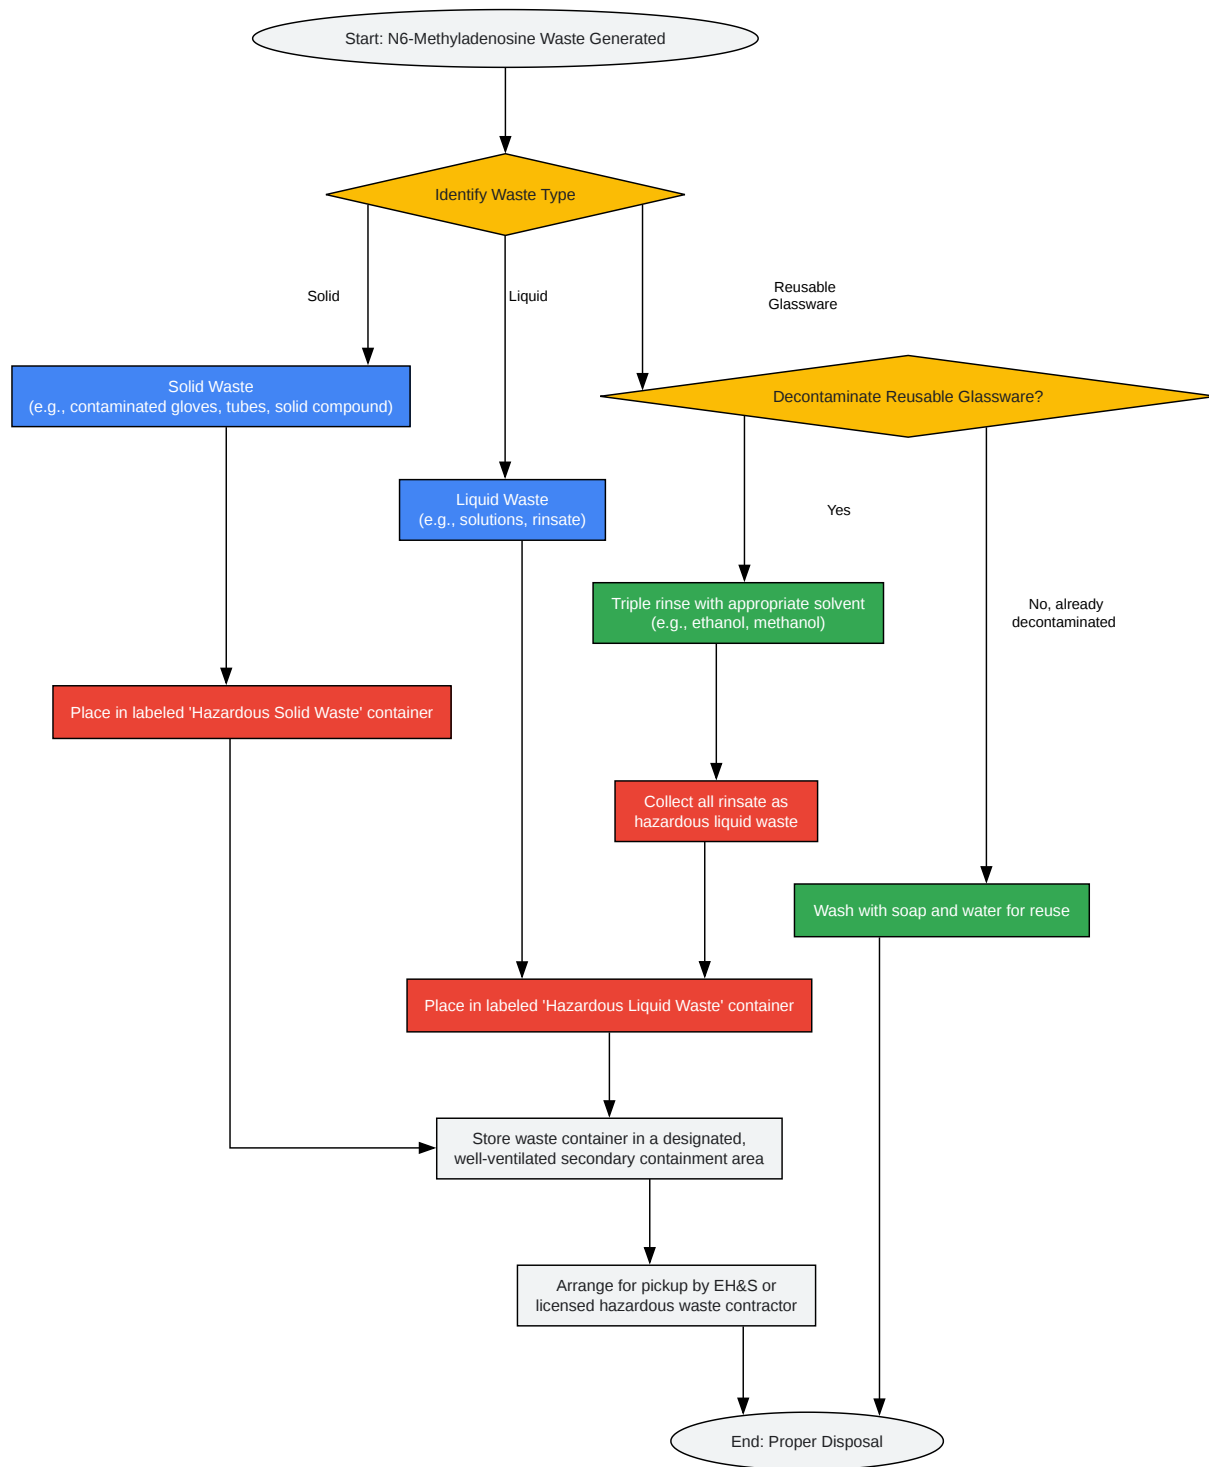 Start: N6-Methyladenosine Waste Generated
Identify Waste Type
Solid
Liquid
Reusable
Glassware
Solid Waste
(e.g., contaminated gloves, tubes, solid compound)
Decontaminate Reusable Glassware?
Liquid Waste
(e.g., solutions, rinsate)
Yes
Triple rinse with appropriate solvent
(e.g., ethanol, methanol)
No, already
decontaminated
Place in labeled 'Hazardous Solid Waste' container
Collect all rinsate as
hazardous liquid waste
Wash with soap and water for reuse
Place in labeled 'Hazardous Liquid Waste' container
Store waste container in a designated,
well-ventilated secondary containment area
Arrange for pickup by EH&S or
licensed hazardous waste contractor
End: Proper Disposal